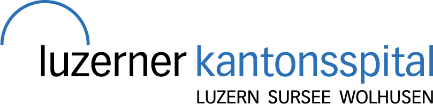 luzerner kantonsspital
LUZERN SURSEE WOLHUSEN